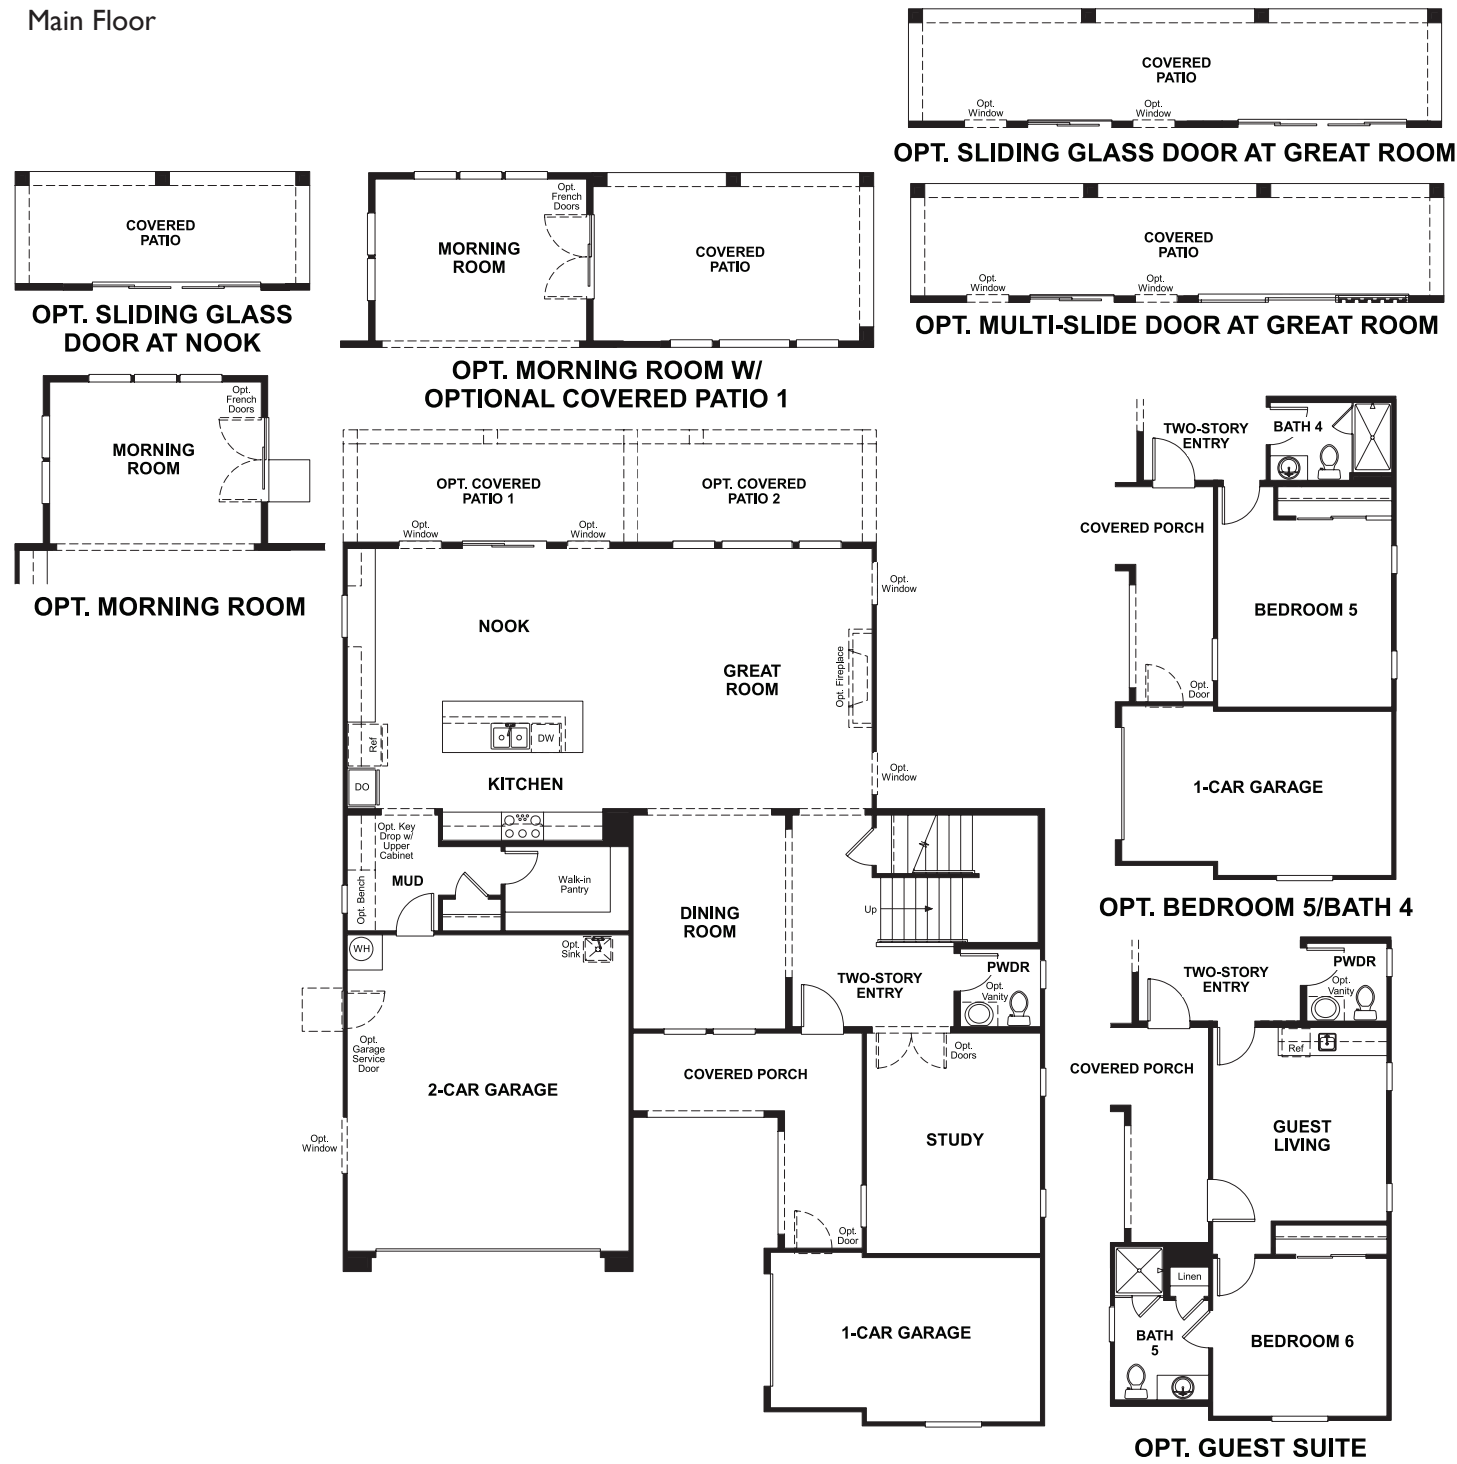 Main Floor
COVERED
PATIO
Opt.
Window
Opt.
Window
OPT. SLIDING GLASS DOOR AT GREAT ROOM
COVERED
PATIO
Opt.
Window
Opt.
Window
OPT. MULTI-SLIDE DOOR AT GREAT ROOM
COVERED
PATIO
OPT. SLIDING GLASS
DOOR AT NOOK
Opt.
French
Doors
MORNING
ROOM
COVERED
PATIO
OPT. MORNING ROOM W/
OPTIONAL COVERED PATIO 1
Opt.
French
Doors
MORNING
ROOM
OPT. MORNING ROOM
OPT. COVERED
PATIO 1
OPT. COVERED
PATIO 2
Opt.
Window
Opt.
Window
Opt.
Window
NOOK
GREAT
ROOM
Opt. Fireplace
Ref
DW
DO
KITCHEN
Opt.
Window
Opt. Key
Drop w/
Upper
Cabinet
MUD
Opt. Bench
Walk-in
Pantry
DINING
ROOM
Up
WH
Opt.
Sink
TWO-STORY
ENTRY
PWDR
Opt.
Vanity
Opt.
Garage
Service
Door
Opt.
Doors
COVERED PORCH
2-CAR GARAGE
Opt.
Window
STUDY
Opt.
Door
1-CAR GARAGE
TWO-STORY
ENTRY
BATH 4
COVERED PORCH
BEDROOM 5
Opt.
Door
1-CAR GARAGE
OPT. BEDROOM 5/BATH 4
TWO-STORY
ENTRY
PWDR
Opt.
Vanity
Ref
COVERED PORCH
GUEST
LIVING
Linen
BATH
5
BEDROOM 6
OPT. GUEST SUITE